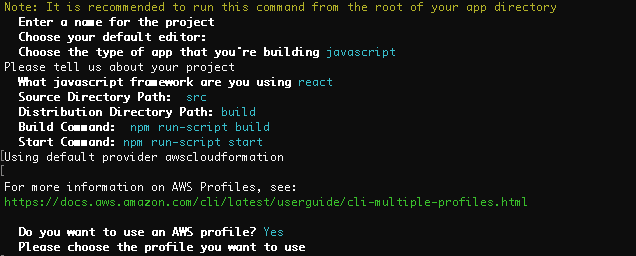 Note: It is recommended to run this command from the root of your app directory
Enter a name for the project
Choose your default editor:
Choose the type of app that you're building javascript
Please tell us about your project
What javascript framework are you using react
Source Directory Path: src
Distribution Directory Path: build
Build Command: npm run-script build
Start Command: npm run-script start
Using default provider awscloudformation
For more information on AWS Profiles, see:
https://docs.aws.amazon.com/cli/latest/userguide/cli-multiple-profiles.html
Do you want to use an AWS profile? Yes
Please choose the profile you want to use